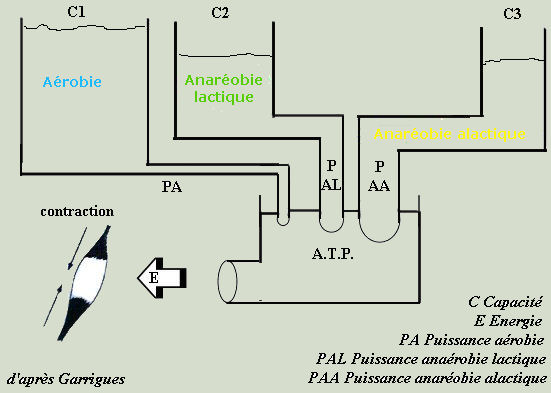 C1
C2
C3
Aérobie
Anaréobie
lactique
Anaréobie alactique
P
AL
P
AA
PA
contraction
A.T.P.
E
C Capacité
E Energie
PA Puissance aérobie
PAL Puissance anaérobie lactique
PAA Puissance anaréobie alactique
d'après Garrigues